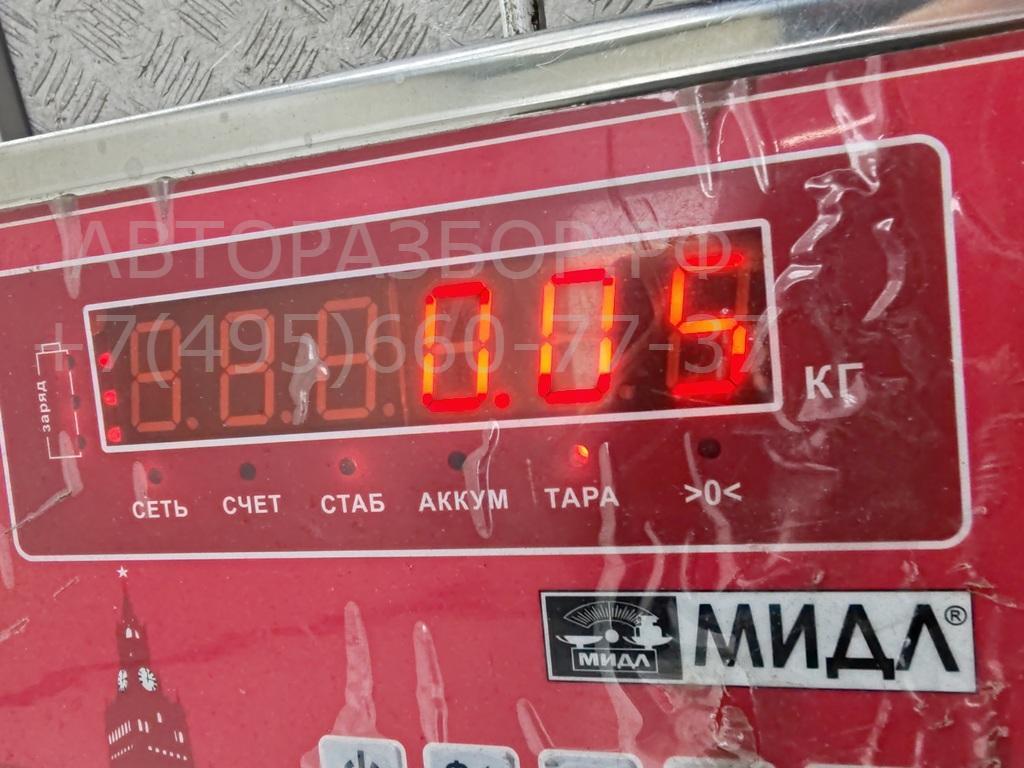 АВТОРАЗБОР.РФ
+7(495)660-77-37
0.05
кг
заряд
СЕТЬ СЧЕТ СТАБ АККУМ ТАРА >0<
МИДЛ МИДЛ®